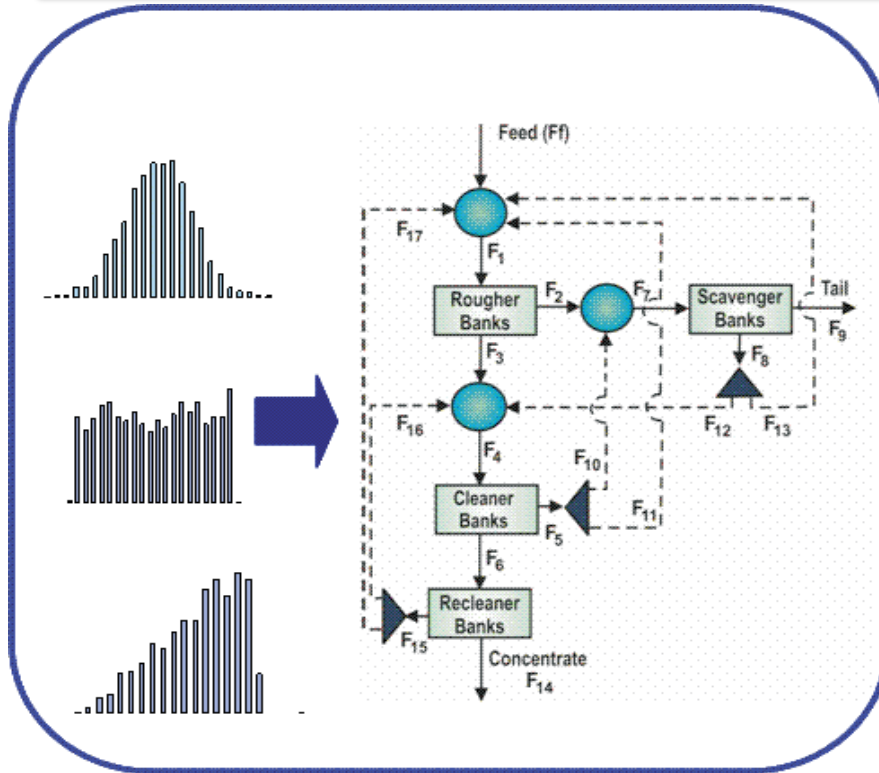 Feed (Ff)
F17
F1
Rougher
Banks
F2
F7
Scavenger
Banks
Tail
F9
F3
F8
F16
F12
F13
F4
F10
Cleaner
Banks
F5
F11
F6
Recleaner
Banks
F15
Concentrate
F14